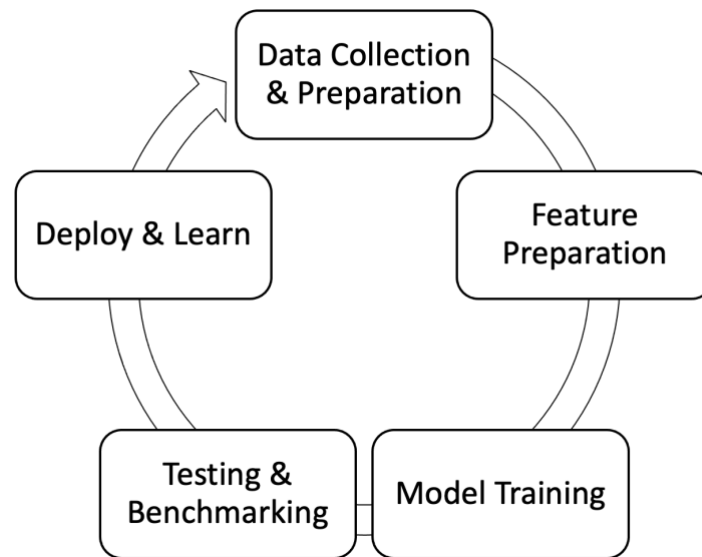 Data Collection
& Preparation
Feature
Preparation
Model Training
Testing &
Benchmarking
Deploy & Learn